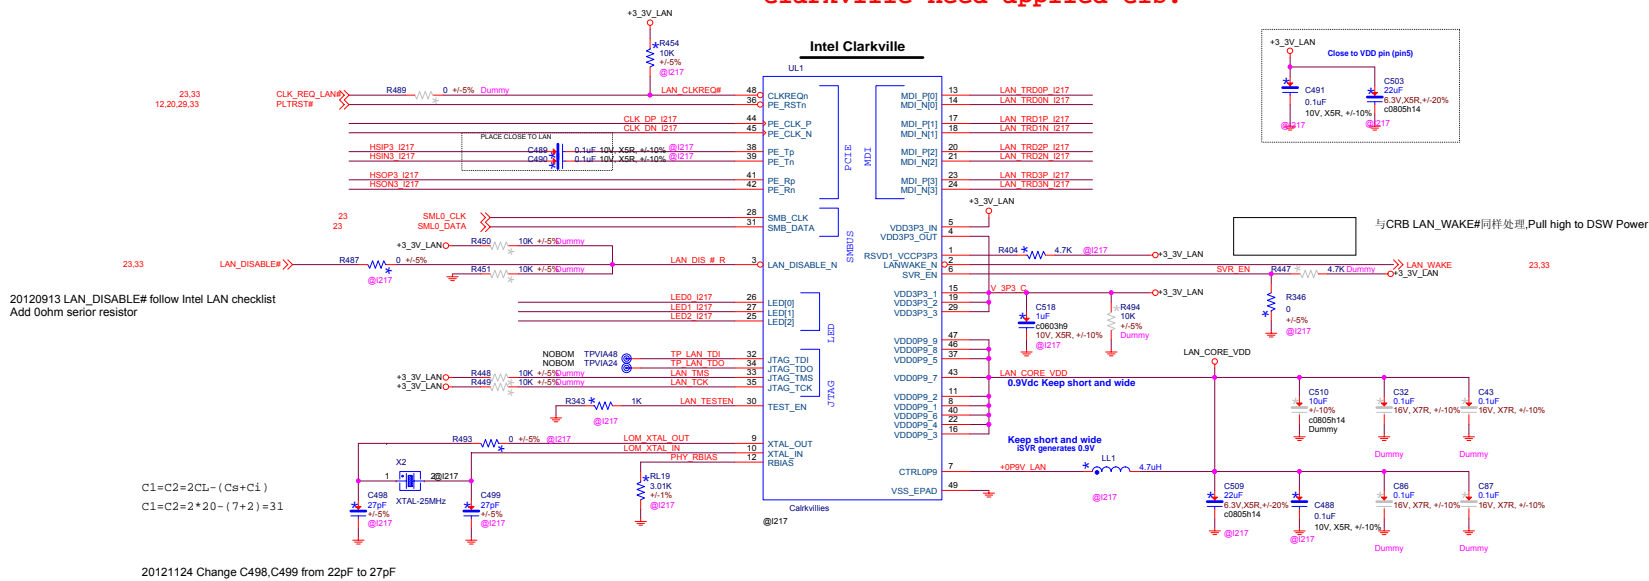 Clarkville need applied CIS.
+3_3V_LAN
R454
10K
+/-5%
@I217
Intel Clarkville
UL1
23,33 CLK_REQ_LAN# R489 0 +/-5% Dummy LAN_CLKREQ# 48 CLKREQn
12,20,29,33 PLTRST# 36 PE_RSTn
CLK_DP_I217 44 PE_CLK_P
CLK_DN_I217 45 PE_CLK_N
PLACE CLOSE TO LAN
HSIP3_I217 C489 0.1uF 10V, X5R, +/-10% @I217 38 PE_Tp
HSIN3_I217 C490 0.1uF 10V, X5R, +/-10% @I217 39 PE_Tn
HSOP3_I217 41 PE_Rp
HSON3_I217 42 PE_Rn
PCIE
23 SML0_CLK 28 SMB_CLK
23 SML0_DATA 31 SMB_DATA
SMBUS
+3_3V_LAN R450 10K +/-5% Dummy
23,33 LAN_DISABLE# R487 0 +/-5% @I217 LAN_DIS_#_R 3 LAN_DISABLE_N
R451 10K +/-5% Dummy
20120913 LAN_DISABLE# follow Intel LAN checklist
Add 0ohm serior resistor
LED0_I217 26 LED[0]
LED1_I217 27 LED[1]
LED2_I217 25 LED[2]
LED
NOBOM TPVIA48 TP_LAN_TDI 32 JTAG_TDI
NOBOM TPVIA24 TP_LAN_TDO 34 JTAG_TDO
+3_3V_LAN R448 10K +/-5% Dummy LAN_TMS 33 JTAG_TMS
+3_3V_LAN R449 10K +/-5% Dummy LAN_TCK 35 JTAG_TCK
JTAG
R343 1K LAN_TESTEN 30 TEST_EN
R493 0 +/-5% @I217 LOM_XTAL_OUT 9 XTAL_OUT
LOM_XTAL_IN 10 XTAL_IN
PHY_RBIAS 12 RBIAS
X2
1 2 @I217
XTAL-25MHz
C498
27pF
+/-5%
@I217
C499
27pF
+/-5%
@I217
RL19
3.01K
+/-1%
@I217
C1=C2=2CL-(Cs+Ci)
C1=C2=2*20-(7+2)=31
20121124 Change C498,C499 from 22pF to 27pF
Calrkvillies
@I217
MDI
MDI_P[0] 13 LAN_TRD0P_I217
MDI_N[0] 14 LAN_TRD0N_I217
MDI_P[1] 17 LAN_TRD1P_I217
MDI_N[1] 18 LAN_TRD1N_I217
MDI_P[2] 20 LAN_TRD2P_I217
MDI_N[2] 21 LAN_TRD2N_I217
MDI_P[3] 23 LAN_TRD3P_I217
MDI_N[3] 24 LAN_TRD3N_I217
+3_3V_LAN
VDD3P3_IN 5
VDD3P3_OUT 4
RSVD1_VCCP3P3 1 R404 4.7K @I217 +3_3V_LAN
LANWAKE_N 2 LAN_WAKE 23,33
SVR_EN 6 SVR_EN R447 4.7K Dummy +3_3V_LAN
R346
0
+/-5%
@I217
VDD3P3_1 15 V_3P3_C +3_3V_LAN
VDD3P3_2 19
VDD3P3_3 29
C518
1uF
c0603h9
10V, X5R, +/-10%
@I217
R494
10K
+/-5%
Dummy
VDD0P9_9 47
VDD0P9_8 46
VDD0P9_5 37
VDD0P9_7 43 LAN_CORE_VDD
0.9Vdc Keep short and wide
VDD0P9_2 11
VDD0P9_1 8
VDD0P9_6 40
VDD0P9_4 22
VDD0P9_3 16
Keep short and wide
iSVR generates 0.9V
CTRL0P9 7 +0P9V_LAN LL1 4.7uH
@I217
VSS_EPAD 49
LAN_CORE_VDD
C510
10uF
+/-10%
c0805h14
Dummy
C32
0.1uF
16V, X7R, +/-10%
Dummy
C43
0.1uF
16V, X7R, +/-10%
Dummy
C509
22uF
6.3V,X5R,+/-20%
c0805h14
@I217
C488
0.1uF
10V, X5R, +/-10%
@I217
C86
0.1uF
16V, X7R, +/-10%
Dummy
C87
0.1uF
16V, X7R, +/-10%
Dummy
+3_3V_LAN
Close to VDD pin (pin5)
C491
0.1uF
10V, X5R, +/-10%
@I217
C503
22uF
6.3V,X5R,+/-20%
c0805h14
@I217
与CRB LAN_WAKE#同样处理,Pull high to DSW Power